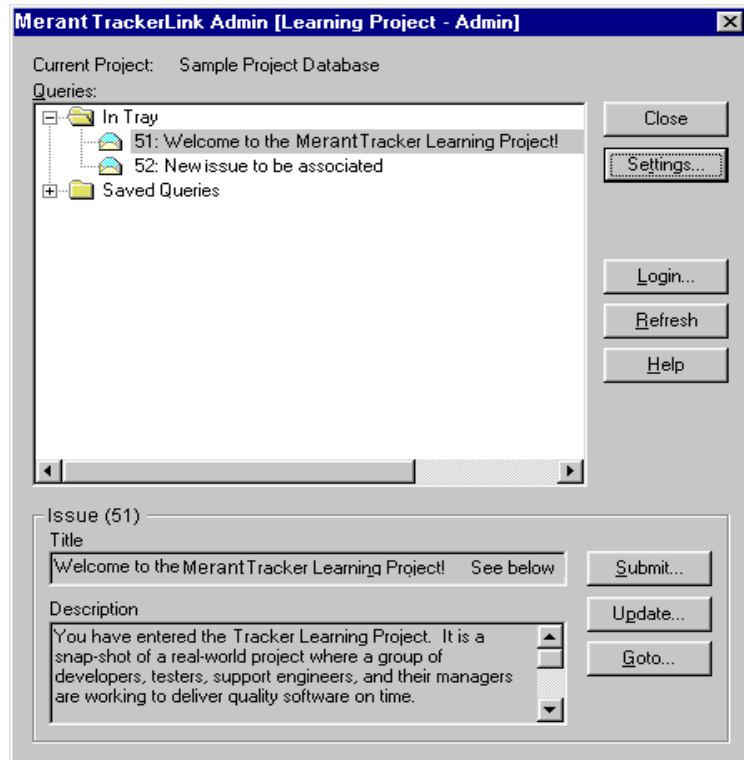 Merant TrackerLink Admin [Learning Project - Admin]
Current Project: Sample Project Database
Queries:
In Tray
51: Welcome to the Merant Tracker Learning Project!
52: New issue to be associated
Saved Queries
Close
Settings...
Login...
Refresh
Help
Issue (51)
Title
Welcome to the Merant Tracker Learning Project! See below
Description
You have entered the Tracker Learning Project. It is a
snap-shot of a real-world project where a group of
developers, testers, support engineers, and their managers
are working to deliver quality software on time.
Submit...
Update...
Goto...